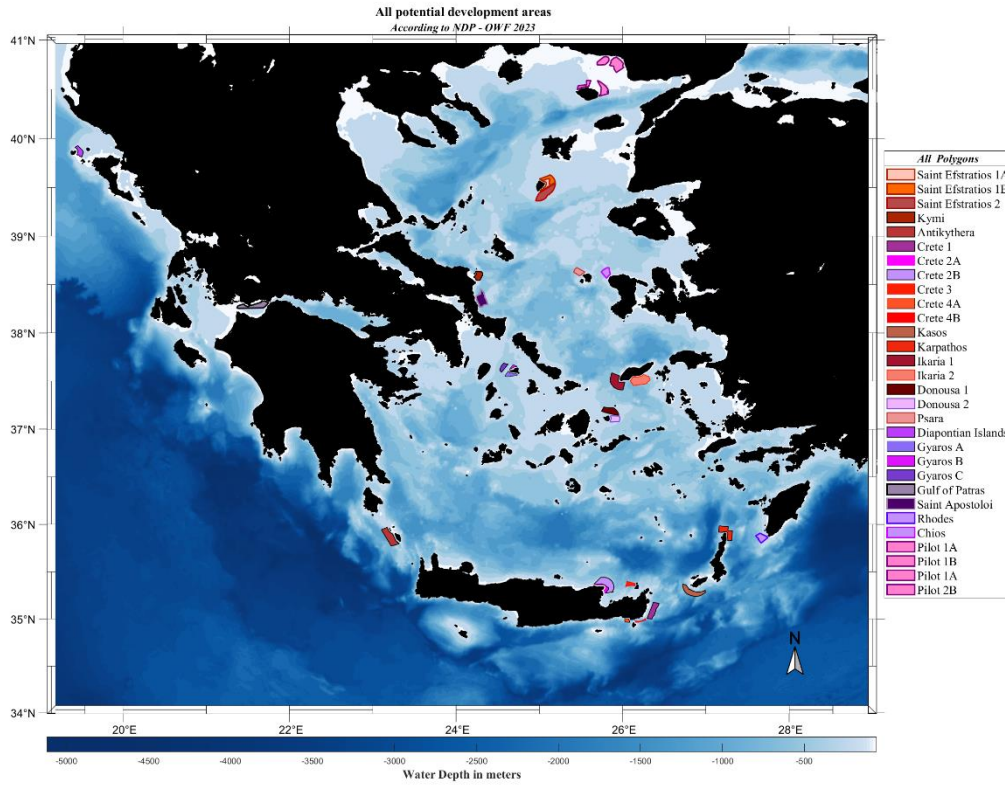 All potential development areas
According to NDP - OWF 2023
41°N
40°N
39°N
38°N
37°N
36°N
35°N
34°N
20°E
22°E
24°E
26°E
28°E
N
All Polygons
Saint Efstratios 1A
Saint Efstratios 1B
Saint Efstratios 2
Kymi
Antikythera
Crete 1
Crete 2A
Crete 2B
Crete 3
Crete 4A
Crete 4B
Kasos
Karpathos
Ikaria 1
Ikaria 2
Donousa 1
Donousa 2
Psara
Diapontian Islands
Gyaros A
Gyaros B
Gyaros C
Gulf of Patras
Saint Apostoloi
Rhodes
Chios
Pilot 1A
Pilot 1B
Pilot 1A
Pilot 2B
-5000
-4500
-4000
-3500
-3000
-2500
-2000
-1500
-1000
-500
Water Depth in meters